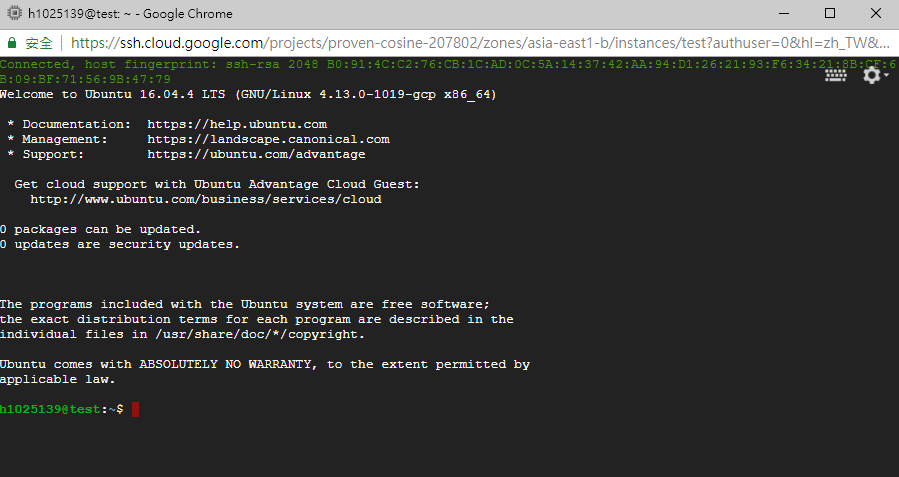 h1025139@test: ~ - Google Chrome
安全 | https://ssh.cloud.google.com/projects/proven-cosine-207802/zones/asia-east1-b/instances/test?authuser=0&hl=zh_TW&...
Connected, host fingerprint: ssh-rsa 2048 B0:91:4C:C2:76:CB:1C:AD:0C:5A:14:37:42:AA:94:D1:26:21:93:F6:34:21:8B:CF:6
B:09:BF:71:56:9B:47:79
Welcome to Ubuntu 16.04.4 LTS (GNU/Linux 4.13.0-1019-gcp x86_64)
* Documentation:  https://help.ubuntu.com
* Management:     https://landscape.canonical.com
* Support:        https://ubuntu.com/advantage
Get cloud support with Ubuntu Advantage Cloud Guest:
http://www.ubuntu.com/business/services/cloud
0 packages can be updated.
0 updates are security updates.
The programs included with the Ubuntu system are free software;
the exact distribution terms for each program are described in the
individual files in /usr/share/doc/*/copyright.
Ubuntu comes with ABSOLUTELY NO WARRANTY, to the extent permitted by
applicable law.
h1025139@test:~$